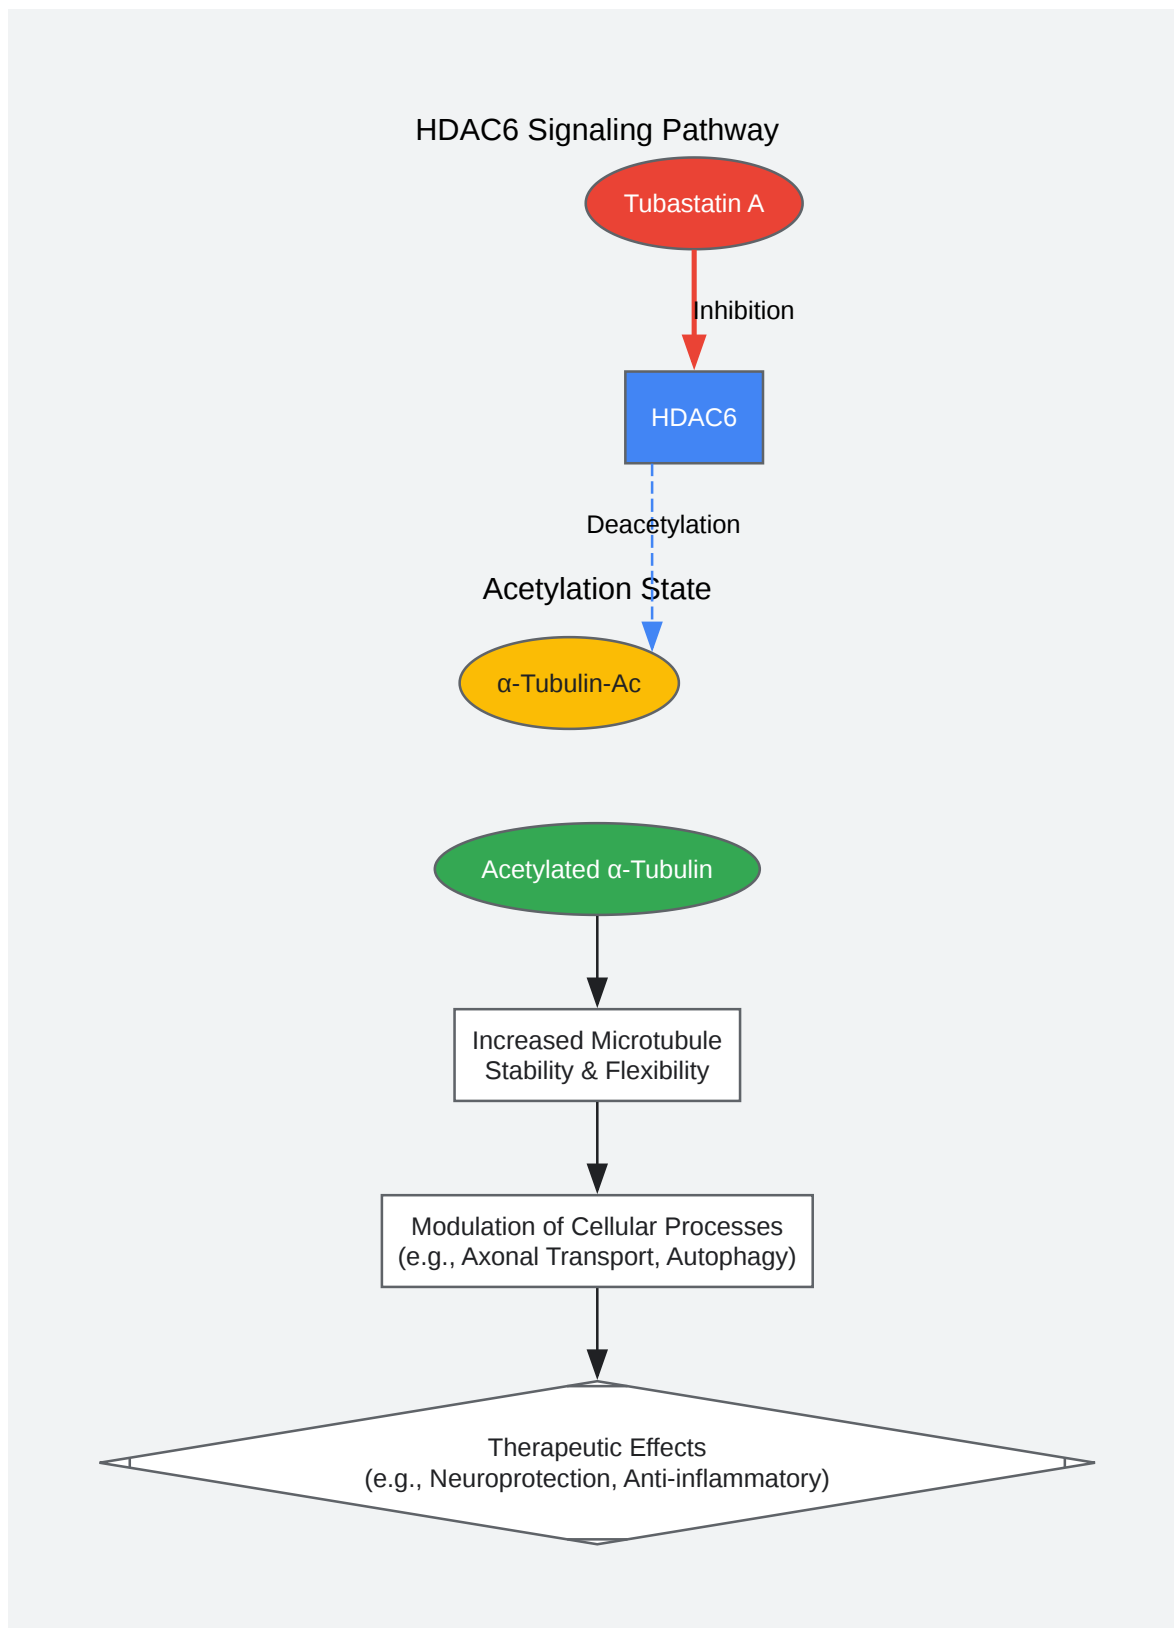 HDAC6 Signaling Pathway
Tubastatin A
Inhibition
HDAC6
Deacetylation
Acetylation State
α-Tubulin-Ac
Acetylated α-Tubulin
Increased Microtubule
Stability & Flexibility
Modulation of Cellular Processes
(e.g., Axonal Transport, Autophagy)
Therapeutic Effects
(e.g., Neuroprotection, Anti-inflammatory)